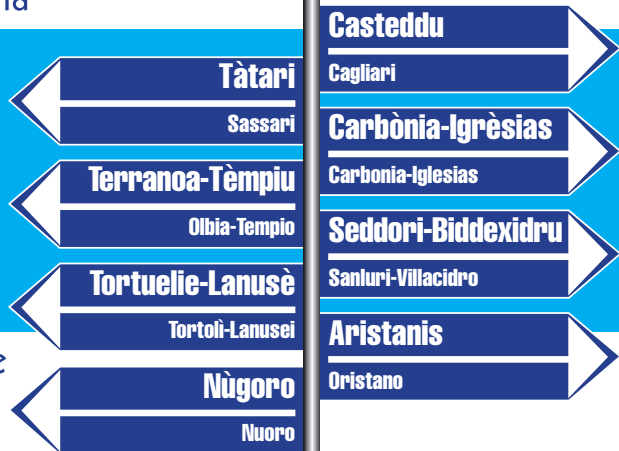 Tàtari
Sassari
Terranoa-Tèmpiu
Olbia-Tempio
Tortuelie-Lanusè
Tortolì-Lanusei
Nùgoro
Nuoro
Casteddu
Cagliari
Carbònia-Igrèsias
Carbonia-Iglesias
Seddori-Biddexidru
Sanluri-Villacidro
Aristanis
Oristano